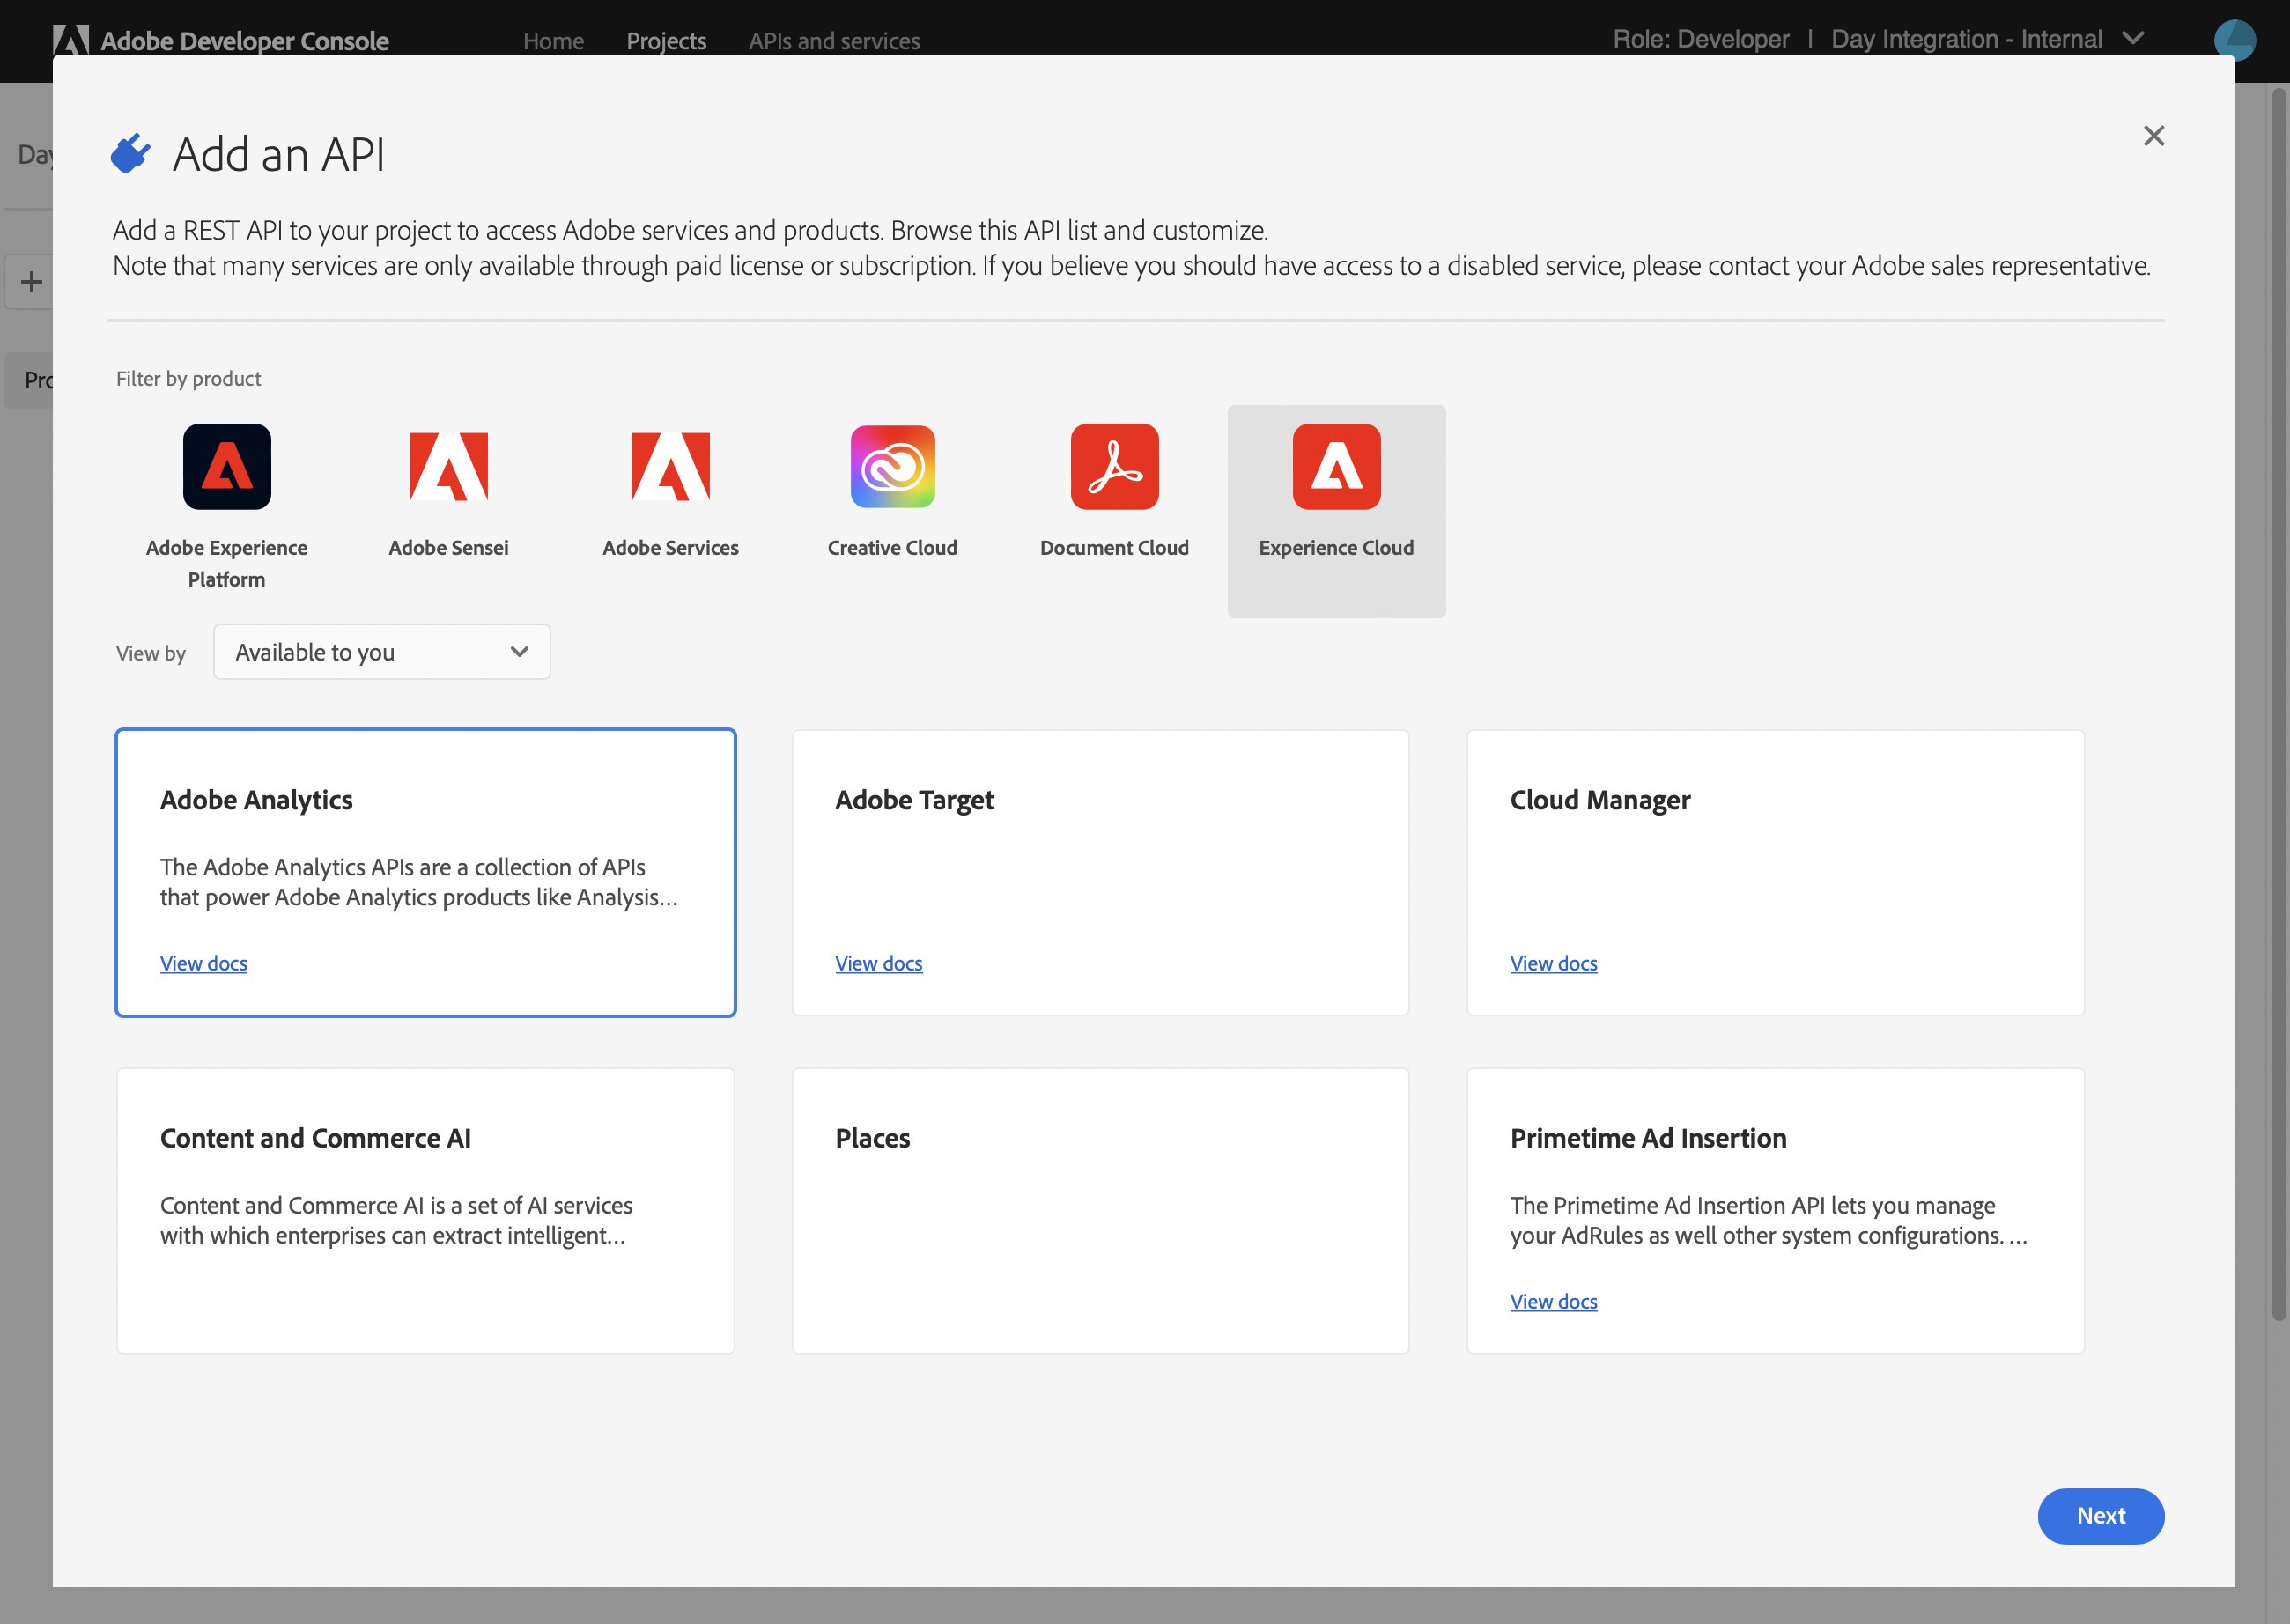 Adobe Developer Console Home Projects APIs and services Role: Developer | Day Integration - Internal
Day
Add an API
Add a REST API to your project to access Adobe services and products. Browse this API list and customize.
Note that many services are only available through paid license or subscription. If you believe you should have access to a disabled service, please contact your Adobe sales representative.
Filter by product
Adobe Experience
Platform
Adobe Sensei
Adobe Services
Creative Cloud
Document Cloud
Experience Cloud
View by
Available to you
Adobe Analytics
The Adobe Analytics APIs are a collection of APIs
that power Adobe Analytics products like Analysis...
View docs
Adobe Target
View docs
Cloud Manager
View docs
Content and Commerce AI
Content and Commerce AI is a set of AI services
with which enterprises can extract intelligent...
Places
Primetime Ad Insertion
The Primetime Ad Insertion API lets you manage
your AdRules as well other system configurations. ...
View docs
Next